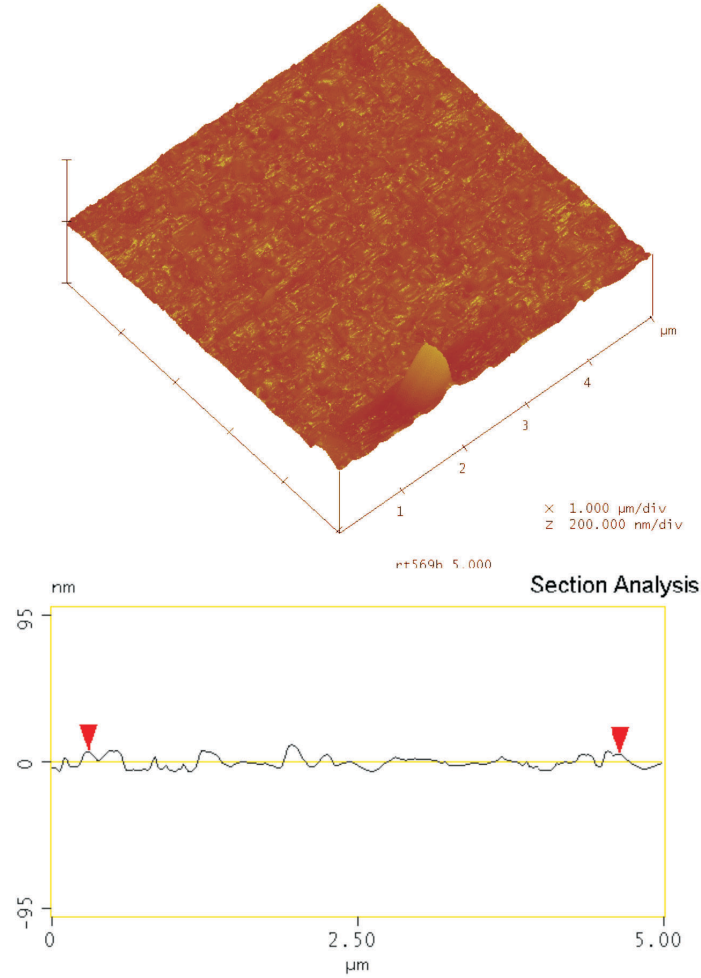 µm
4
3
2
1
X 1.000 µm/div
Z 200.000 nm/div
nm
Section Analysis
95
0
-95
0 2.50 5.00
µm